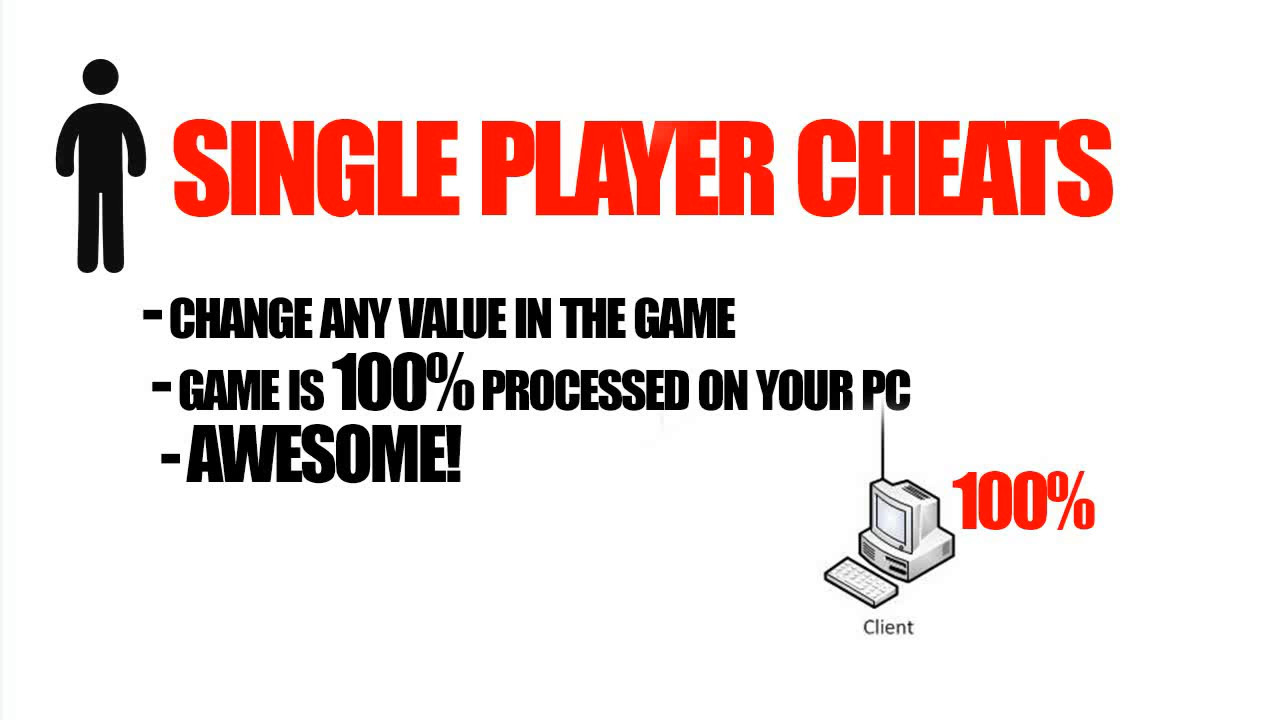 SINGLE PLAYER CHEATS
- CHANGE ANY VALUE IN THE GAME
- GAME IS 100% PROCESSED ON YOUR PC
- AWESOME!
100%
Client